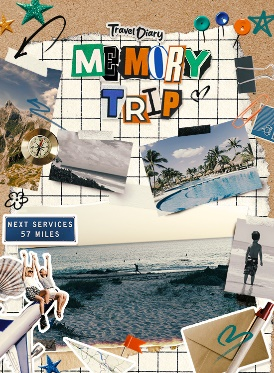 Travel Diary
MEMORY
TRIP
NEXT SERVICES
57 MILES